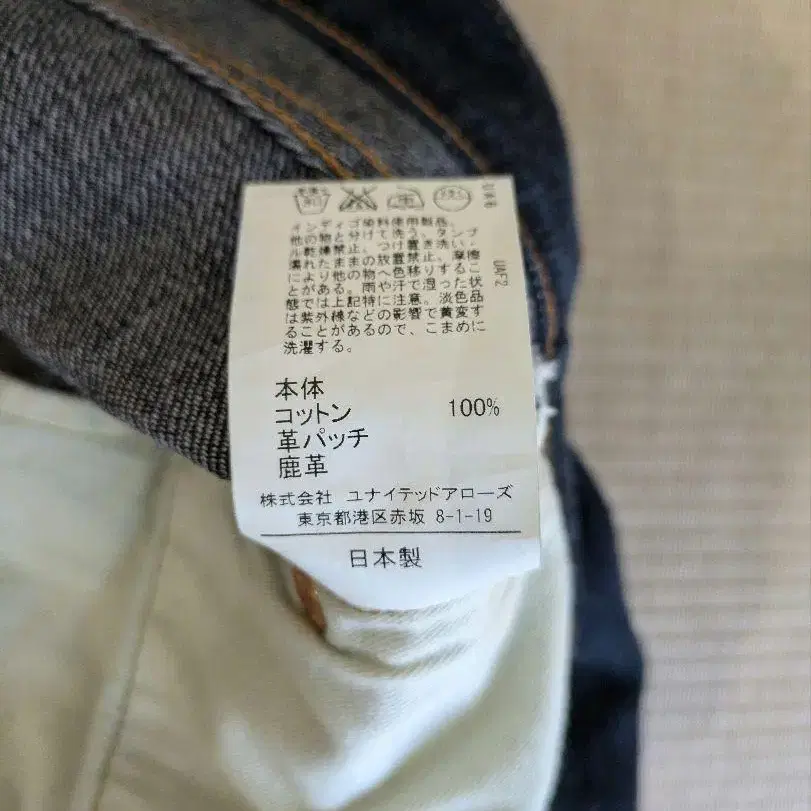 インディゴ染料使用製品。
他の物と分けて洗う。タンブ
ル乾燥禁止。つけ置き洗い・
濡れたままの放置禁止。摩擦
により他の物へ色移りするこ
とがある。雨や汗で湿った状
態では上記特に注意。淡色品
は紫外線などの影響で黄変す
ることがあるので、こまめに
洗濯する。
UAF2
本体
コットン 100%
革パッチ
鹿革
株式会社 ユナイテッドアローズ
東京都港区赤坂 8-1-19
日本製